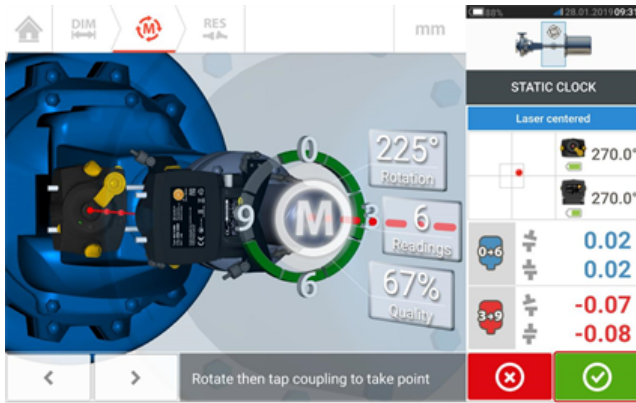 DIM
M
RES
mm
88%
28.01.2019 09:31
STATIC CLOCK
Laser centered
270.0°
270.0°
0
9
M
3
6
225°
Rotation
6
Readings
67%
Quality
0→6
0.02
0.02
3→9
-0.07
-0.08
Rotate then tap coupling to take point